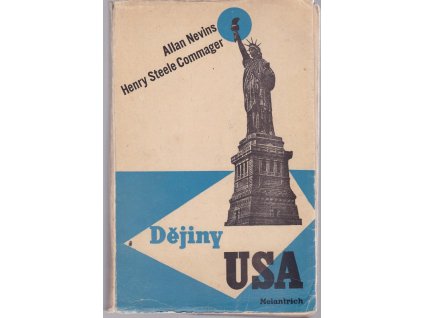 Allan Nevins
Henry Steele Commager
Dějiny
USA
Melantrich